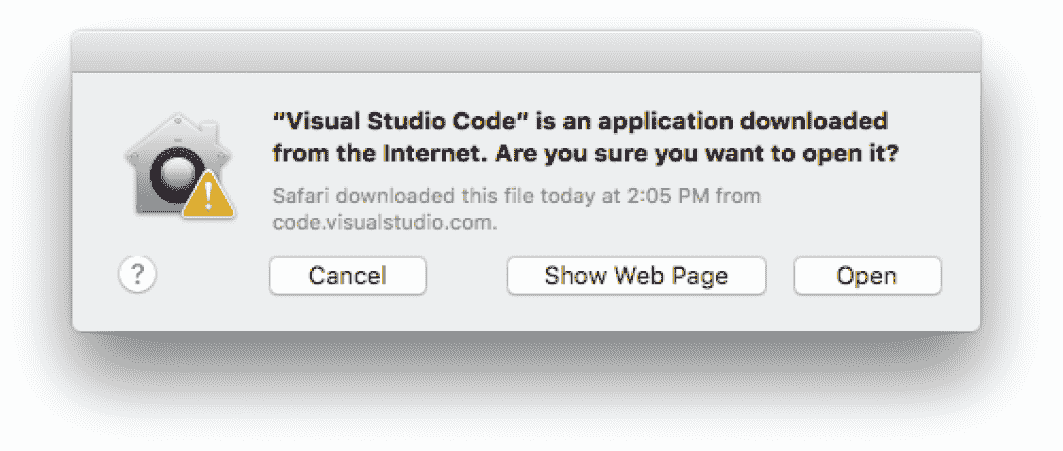 “Visual Studio Code” is an application downloaded
from the Internet. Are you sure you want to open it?
Safari downloaded this file today at 2:05 PM from
code.visualstudio.com.
? Cancel Show Web Page Open